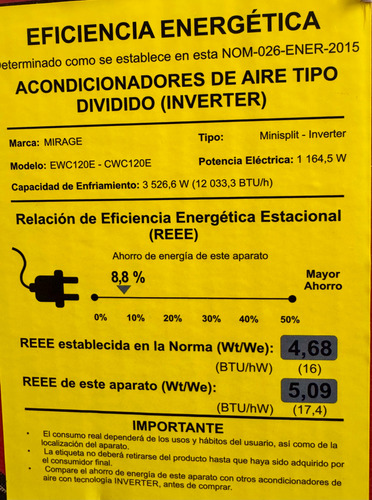 EFICIENCIA ENERGÉTICA
Determinado como se establece en esta NOM-026-ENER-2015
ACONDICIONADORES DE AIRE TIPO
DIVIDIDO (INVERTER)
Marca: MIRAGE Tipo: Minisplit - Inverter
Modelo: EWC120E - CWC120E Potencia Eléctrica: 1 164,5 W
Capacidad de Enfriamiento: 3 526,6 W (12 033,3 BTU/h)
Relación de Eficiencia Energética Estacional
(REEE)
Ahorro de energía de este aparato
8,8 %
Mayor
Ahorro
0% 10% 20% 30% 40% 50%
REEE establecida en la Norma (Wt/We): 4,68
(BTU/hW) (16)
REEE de este aparato (Wt/We): 5,09
(BTU/hW) (17,4)
IMPORTANTE
• El consumo real dependerá de los usos y hábitos del usuario, así como de la
localización del aparato.
• La etiqueta no deberá retirarse del producto hasta que haya sido adquirido por
el consumidor final.
• Compare el ahorro de energía de este aparato con otros acondicionadores de
aire con tecnología INVERTER, antes de comprar.